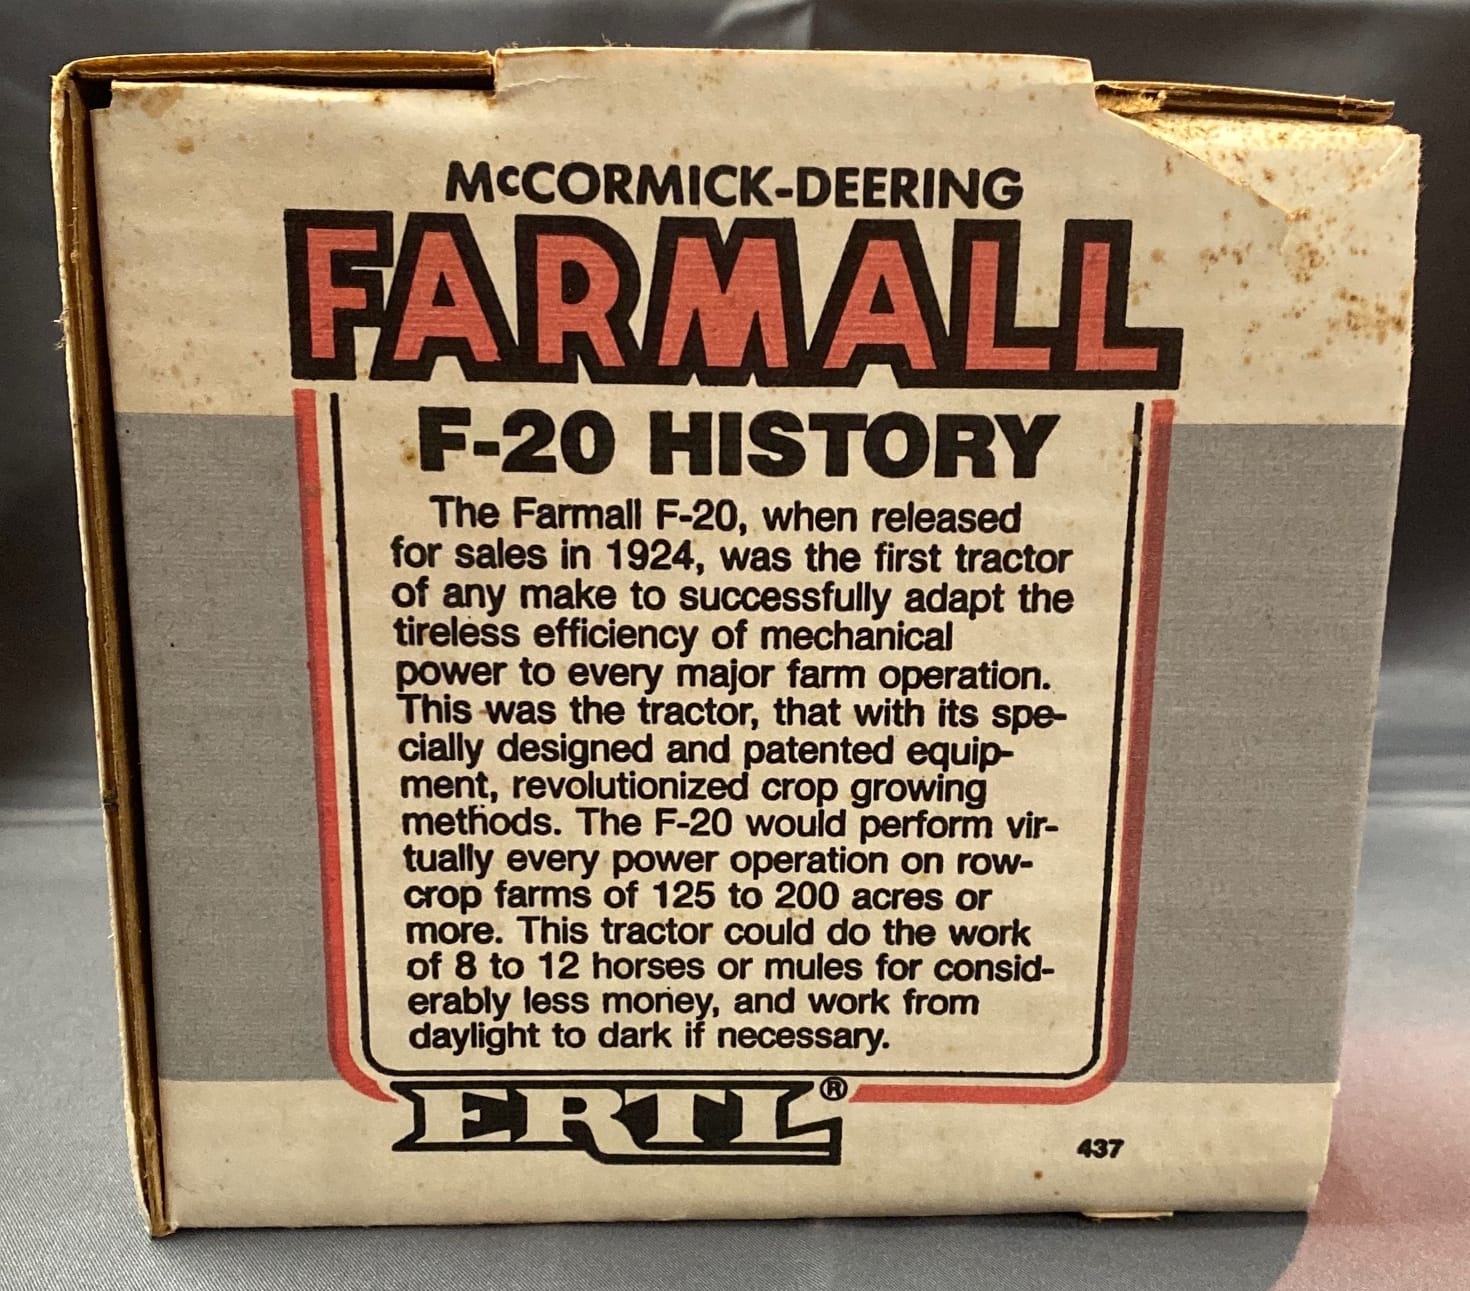 McCORMICK-DEERING
FARMALL
F-20 HISTORY
The Farmall F-20, when released
for sales in 1924, was the first tractor
of any make to successfully adapt the
tireless efficiency of mechanical
power to every major farm operation.
This was the tractor, that with its spe-
cially designed and patented equip-
ment, revolutionized crop growing
methods. The F-20 would perform vir-
tually every power operation on row-
crop farms of 125 to 200 acres or
more. This tractor could do the work
of 8 to 12 horses or mules for consid-
erably less money, and work from
daylight to dark if necessary.
ERTL®
437